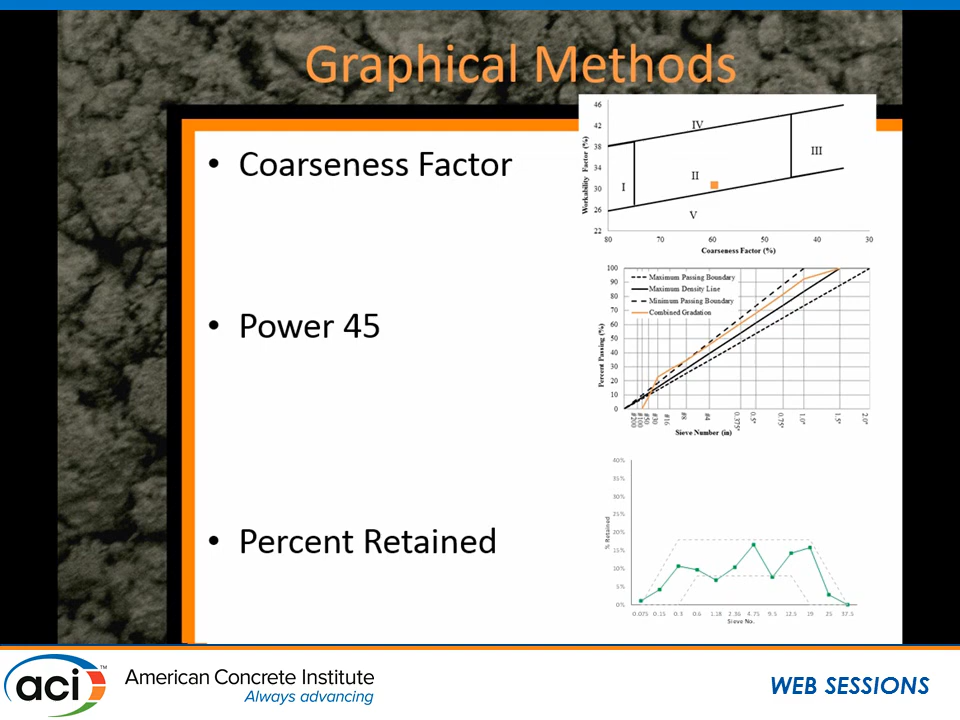 Graphical Methods
• Coarseness Factor
46
42
38
34
30
26
22
Workability Factor (%)
IV
III
II
I
V
80 70 60 50 40 30
Coarseness Factor (%)
• Power 45
100
90
80
70
60
50
40
30
20
10
0
Percent Passing (%)
Maximum Passing Boundary
Maximum Density Line
Minimum Passing Boundary
Combined Gradation
#200 #100 #50 #30 #16 #8 #4 0.375" 0.5" 0.75" 1.0" 1.5" 2.0"
Sieve Number (in)
• Percent Retained
40%
35%
30%
25%
20%
15%
10%
5%
0%
% Retained
0.075 0.15 0.3 0.6 1.18 2.36 4.75 9.5 12.5 19 25 37.5
Sieve No.
aci™
American Concrete Institute
Always advancing
WEB SESSIONS